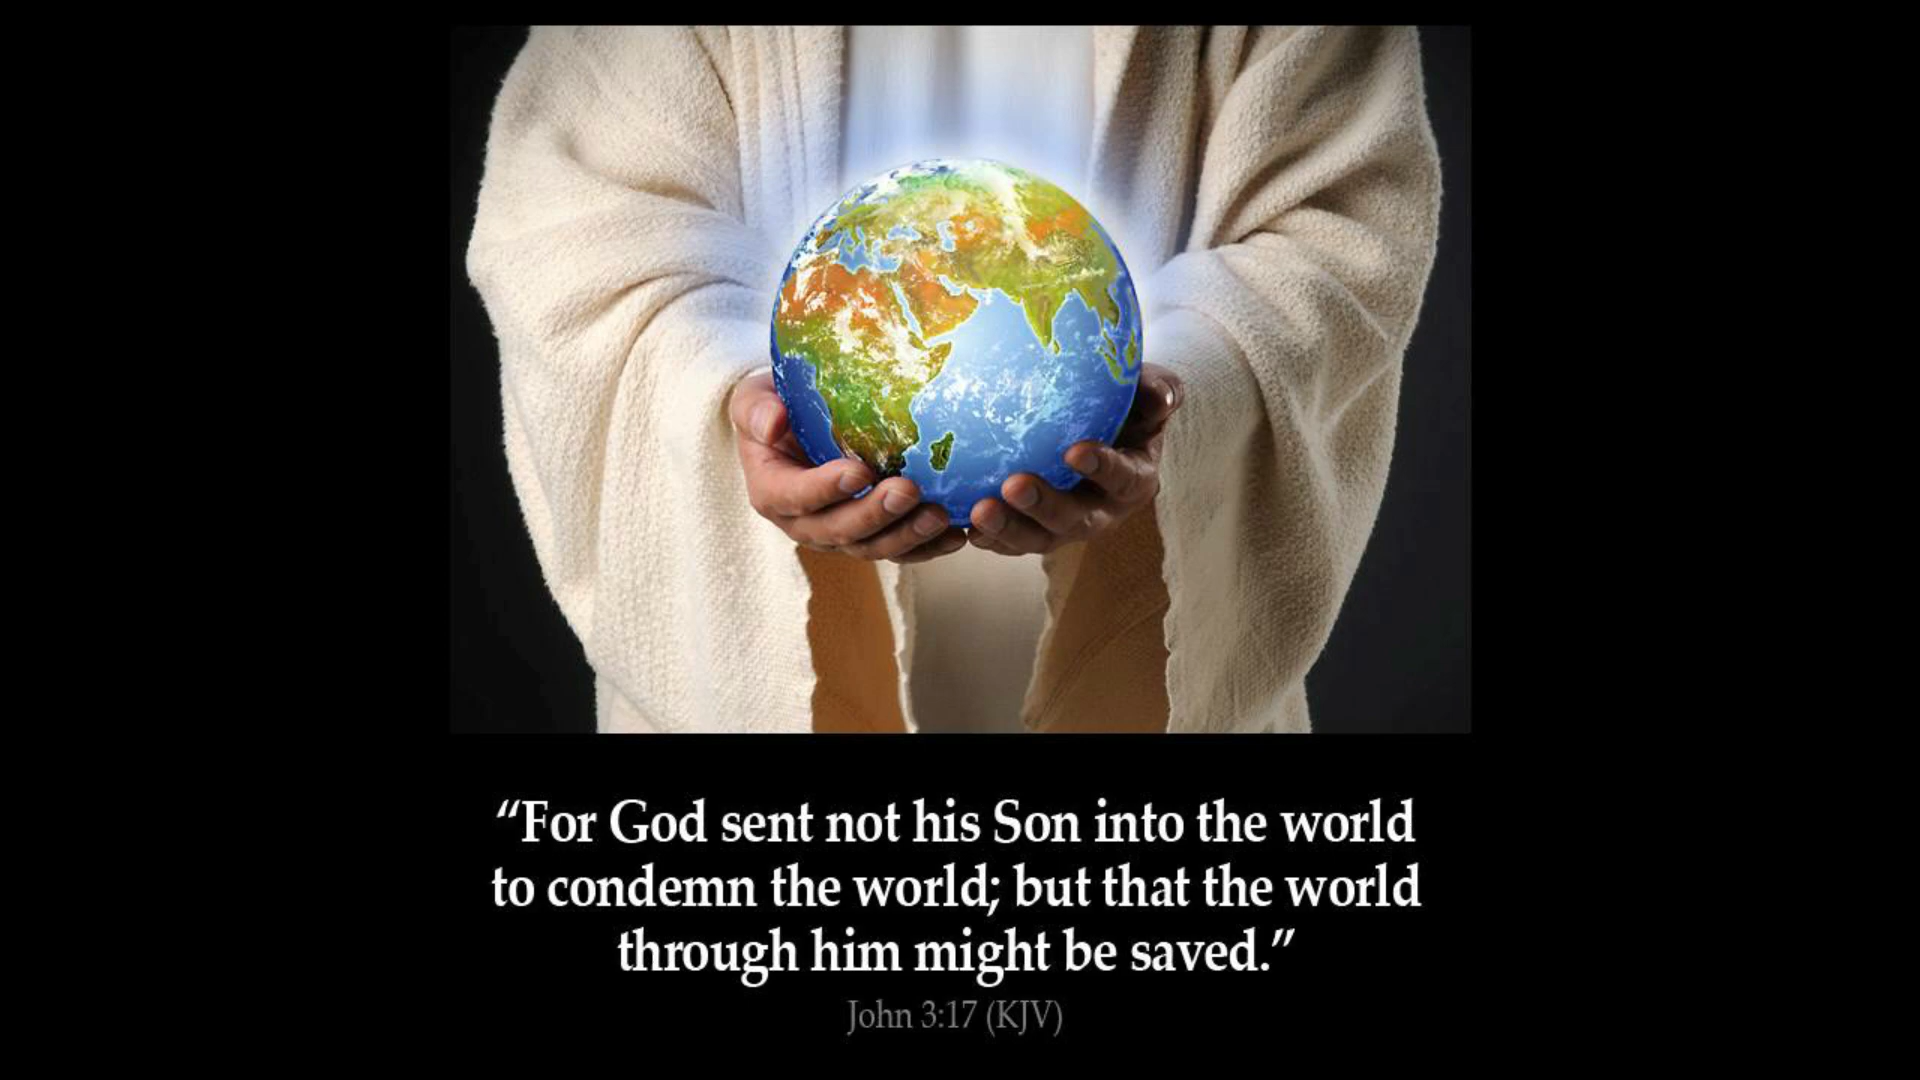 “For God sent not his Son into the world
to condemn the world; but that the world
through him might be saved.”
John 3:17 (KJV)